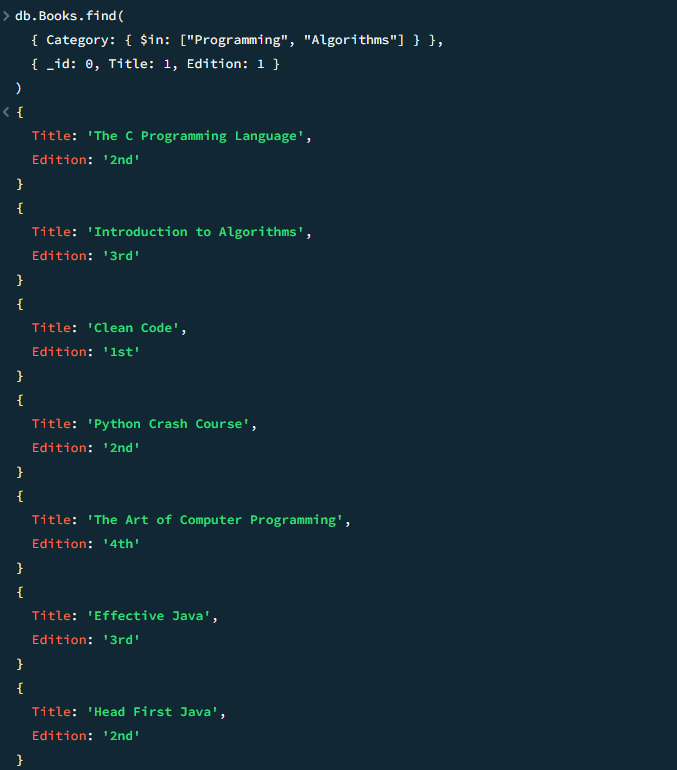 > db.Books.find(
{ Category: { $in: ["Programming", "Algorithms"] } },
{ _id: 0, Title: 1, Edition: 1 }
)
< {
Title: 'The C Programming Language',
Edition: '2nd'
}
{
Title: 'Introduction to Algorithms',
Edition: '3rd'
}
{
Title: 'Clean Code',
Edition: '1st'
}
{
Title: 'Python Crash Course',
Edition: '2nd'
}
{
Title: 'The Art of Computer Programming',
Edition: '4th'
}
{
Title: 'Effective Java',
Edition: '3rd'
}
{
Title: 'Head First Java',
Edition: '2nd'
}